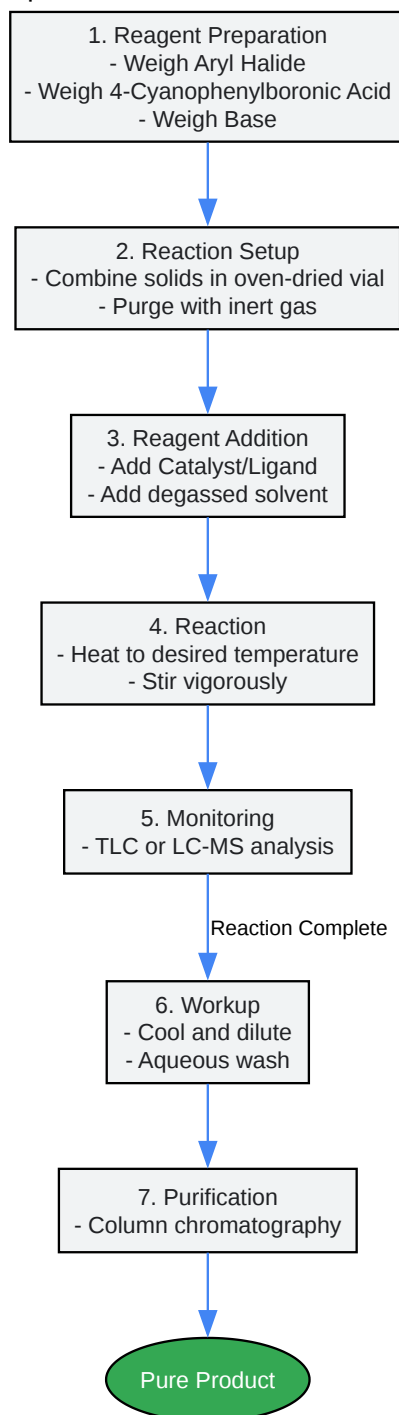 1. Reagent Preparation
- Weigh Aryl Halide
- Weigh 4-Cyanophenylboronic Acid
- Weigh Base
2. Reaction Setup
- Combine solids in oven-dried vial
- Purge with inert gas
3. Reagent Addition
- Add Catalyst/Ligand
- Add degassed solvent
4. Reaction
- Heat to desired temperature
- Stir vigorously
5. Monitoring
- TLC or LC-MS analysis
Reaction Complete
6. Workup
- Cool and dilute
- Aqueous wash
7. Purification
- Column chromatography
Pure Product